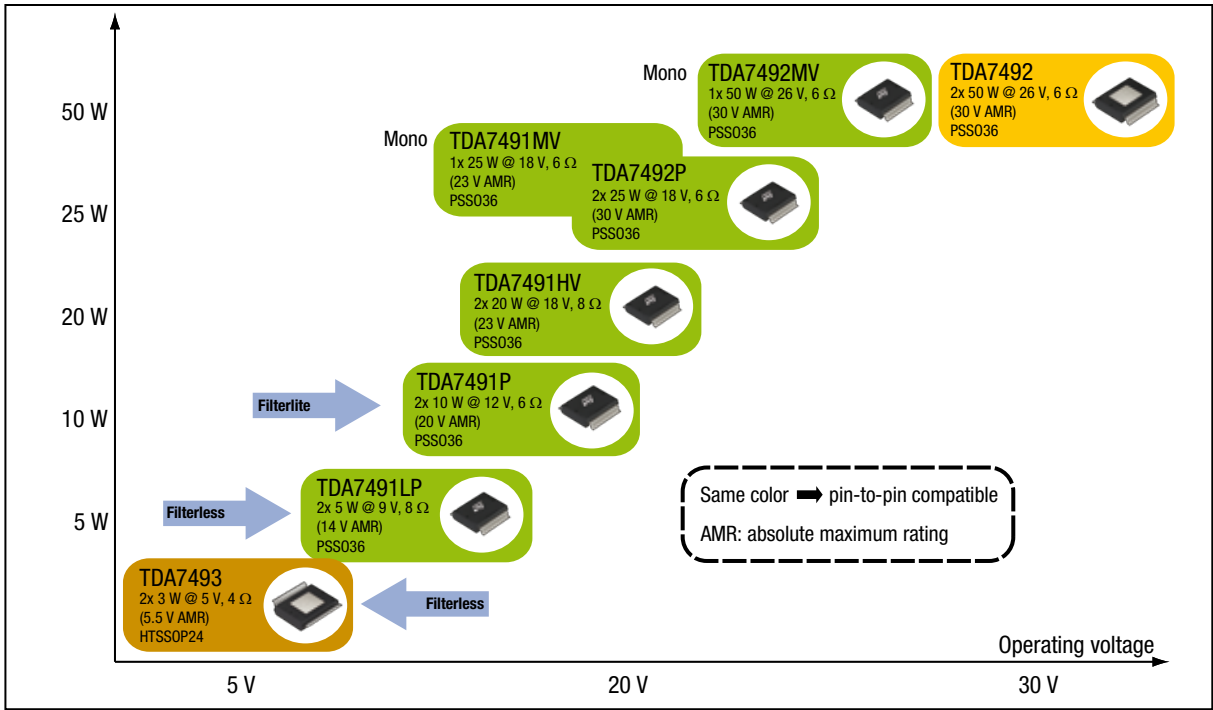 50 W
25 W
20 W
10 W
5 W
Mono
TDA7492MV
1x 50 W @ 26 V, 6 Ω
(30 V AMR)
PSSO36
TDA7492
2x 50 W @ 26 V, 6 Ω
(30 V AMR)
PSSO36
Mono
TDA7491MV
1x 25 W @ 18 V, 6 Ω
(23 V AMR)
PSSO36
TDA7492P
2x 25 W @ 18 V, 6 Ω
(30 V AMR)
PSSO36
TDA7491HV
2x 20 W @ 18 V, 8 Ω
(23 V AMR)
PSSO36
Filterlite
TDA7491P
2x 10 W @ 12 V, 6 Ω
(20 V AMR)
PSSO36
Filterless
TDA7491LP
2x 5 W @ 9 V, 8 Ω
(14 V AMR)
PSSO36
Same color ➡ pin-to-pin compatible
AMR: absolute maximum rating
TDA7493
2x 3 W @ 5 V, 4 Ω
(5.5 V AMR)
HTSSOP24
Filterless
Operating voltage
5 V
20 V
30 V